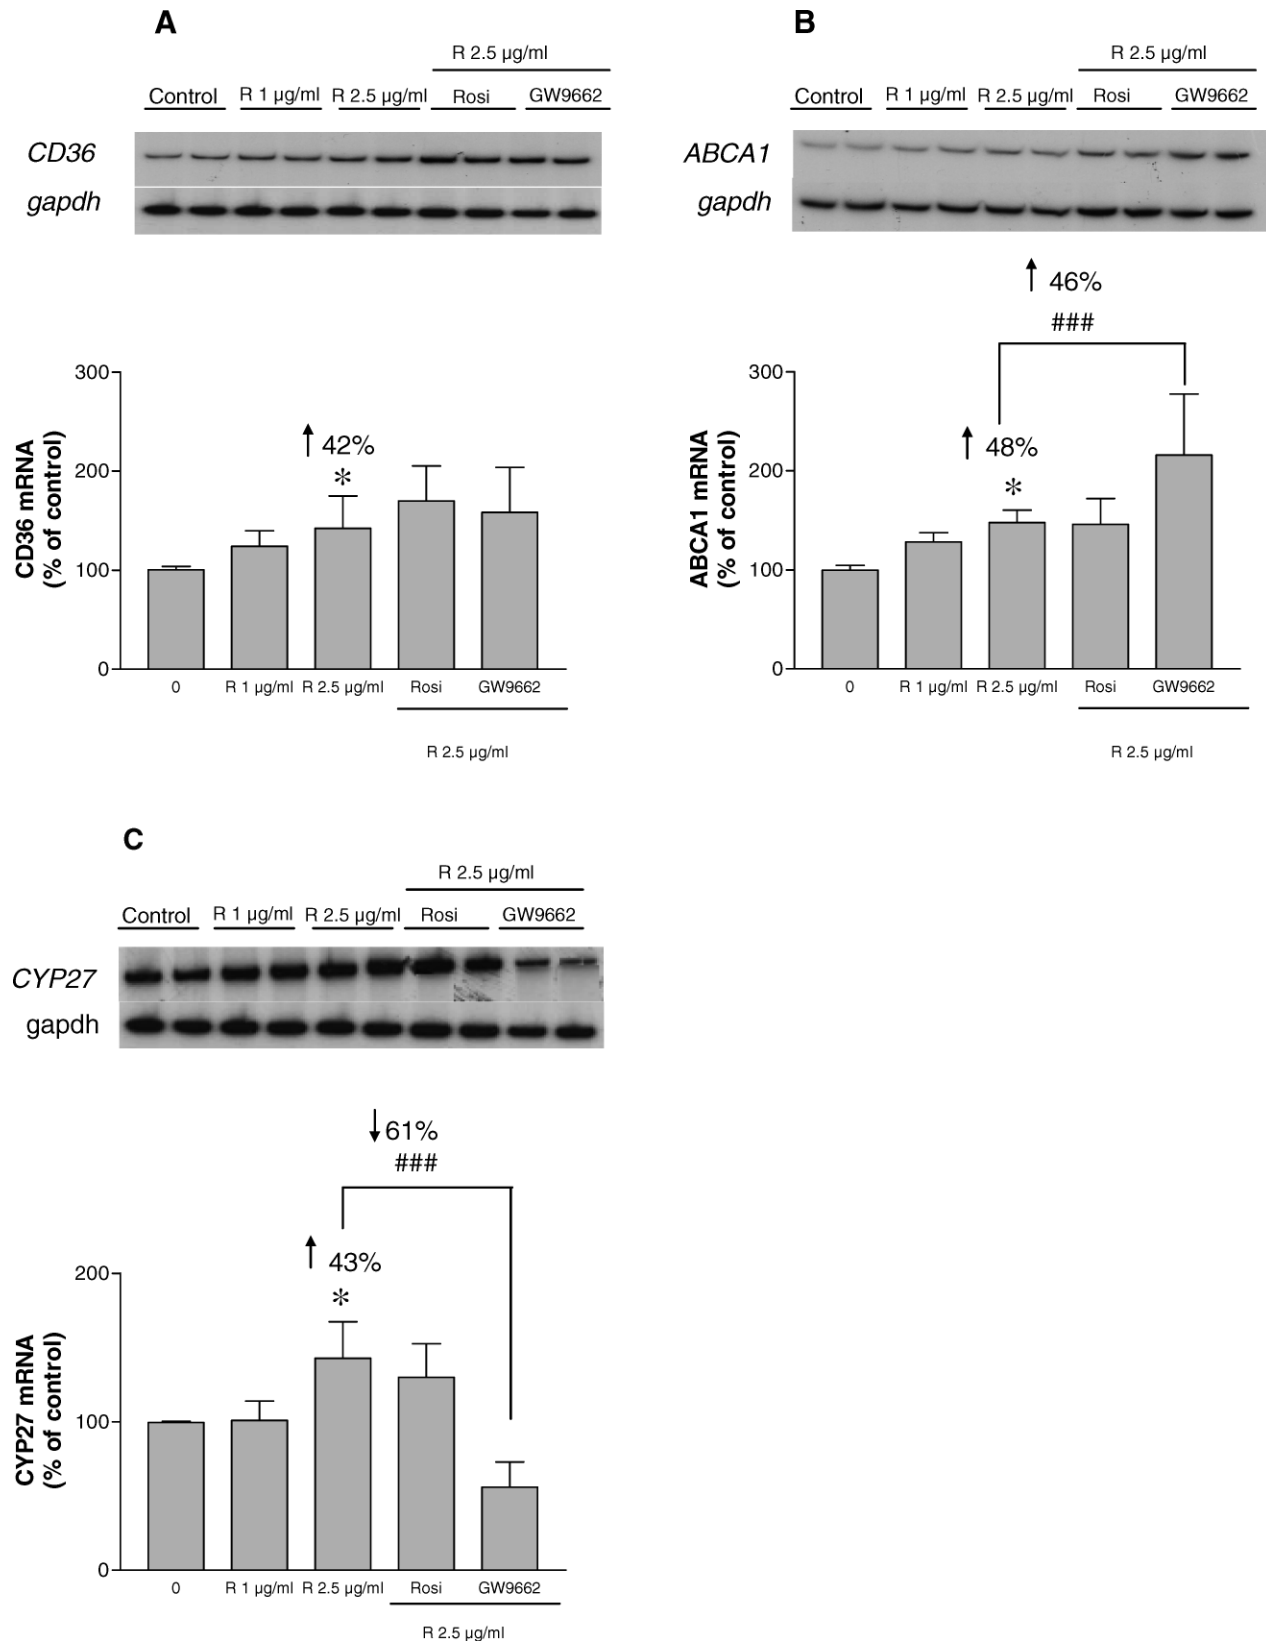 A
R 2.5 µg/ml
Control R 1 µg/ml R 2.5 µg/ml Rosi GW9662
CD36
gapdh
↑ 42%
*
300
200
100
0
CD36 mRNA
(% of control)
0 R 1 µg/ml R 2.5 µg/ml Rosi GW9662
R 2.5 µg/ml
B
R 2.5 µg/ml
Control R 1 µg/ml R 2.5 µg/ml Rosi GW9662
ABCA1
gapdh
↑ 46%
###
↑ 48%
*
300
200
100
0
ABCA1 mRNA
(% of control)
0 R 1 µg/ml R 2.5 µg/ml Rosi GW9662
R 2.5 µg/ml
C
R 2.5 µg/ml
Control R 1 µg/ml R 2.5 µg/ml Rosi GW9662
CYP27
gapdh
↓ 61%
###
↑ 43%
*
200
100
0
CYP27 mRNA
(% of control)
0 R 1 µg/ml R 2.5 µg/ml Rosi GW9662
R 2.5 µg/ml